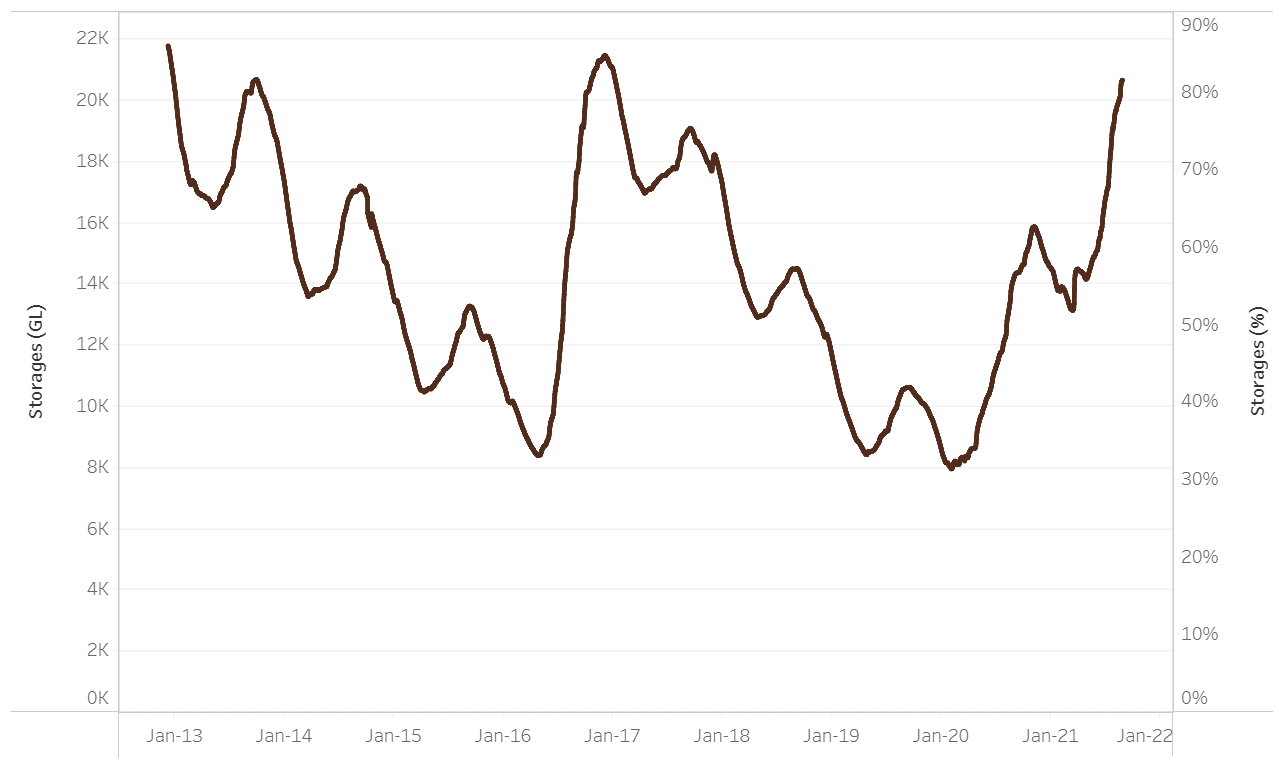 22K
20K
18K
16K
14K
12K
10K
8K
6K
4K
2K
0K
Storages (GL)
90%
80%
70%
60%
50%
40%
30%
20%
10%
0%
Storages (%)
Jan-13 Jan-14 Jan-15 Jan-16 Jan-17 Jan-18 Jan-19 Jan-20 Jan-21 Jan-22